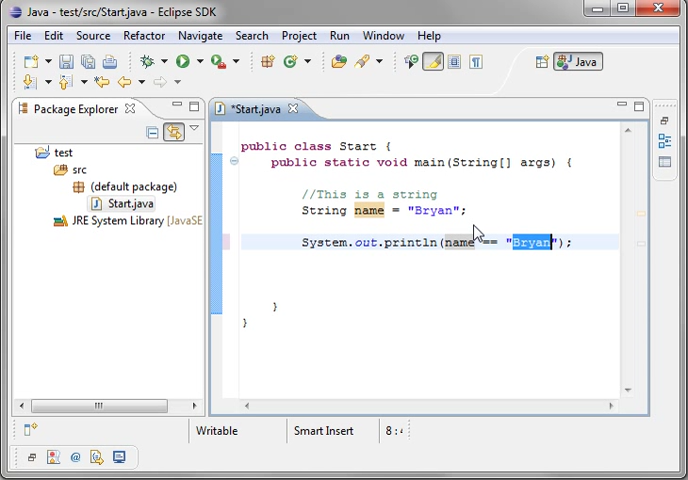 Java - test/src/Start.java - Eclipse SDK
File Edit Source Refactor Navigate Search Project Run Window Help
Java
Package Explorer
*Start.java
test
src
(default package)
Start.java
JRE System Library [JavaSE
public class Start {
public static void main(String[] args) {
//This is a string
String name = "Bryan";
System.out.println(name == "Bryan");
}
}
Writable Smart Insert 8 :